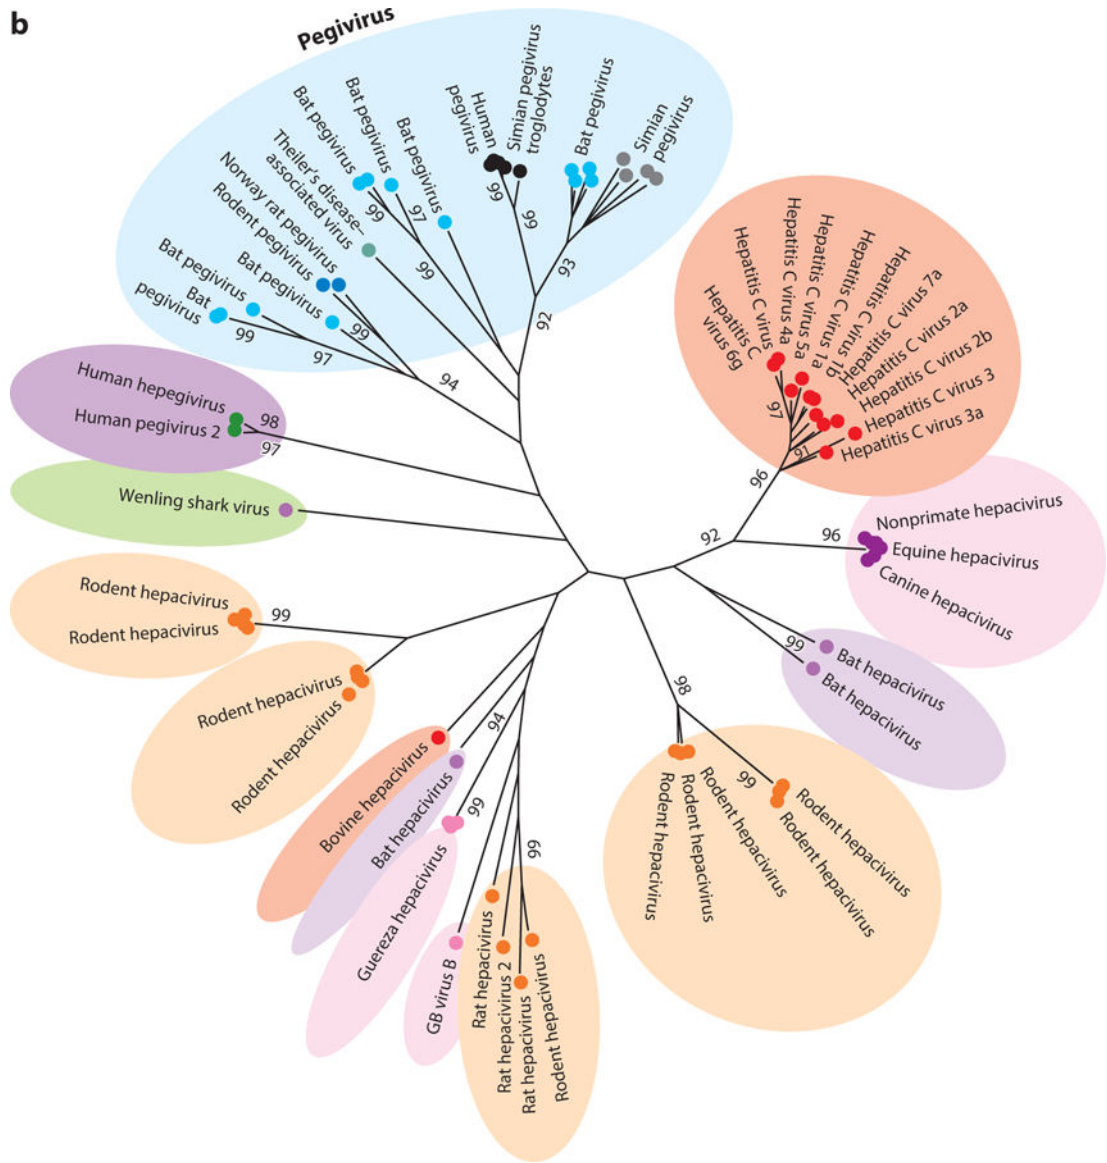 b
Pegivirus
Bat
pegivirus
99
Bat pegivirus
97
Bat pegivirus
99
Rodent pegivirus
Norway rat pegivirus
94
Theiler's disease–
associated virus
Bat pegivirus
99
Bat pegivirus
97
99
Bat pegivirus
Human
pegivirus
99
Simian pegivirus
troglodytes
99
92
93
Bat pegivirus
Simian
pegivirus
Hepatitis C
virus 6g
Hepatitis C virus
Hepatitis C virus 4a
Hepatitis C virus 5a
Hepatitis C virus 1a
Hepatitis C virus 1b
Hepatitis C virus 7a
Hepatitis C virus 2a
Hepatitis C virus 2b
Hepatitis C virus 3
Hepatitis C virus 3a
97
91
96
92
96
Nonprimate hepacivirus
Equine hepacivirus
Canine hepacivirus
99
Bat hepacivirus
Bat hepacivirus
98
99
Rodent hepacivirus
Rodent hepacivirus
Rodent hepacivirus
Rodent hepacivirus
Rodent hepacivirus
Human hepegivirus
98
Human pegivirus 2
97
Wenling shark virus
Rodent hepacivirus
99
Rodent hepacivirus
Rodent hepacivirus
Rodent hepacivirus
Bovine hepacivirus
Bat hepacivirus
94
Guereza hepacivirus
99
GB virus B
99
Rat hepacivirus
Rat hepacivirus 2
Rat hepacivirus
Rodent hepacivirus